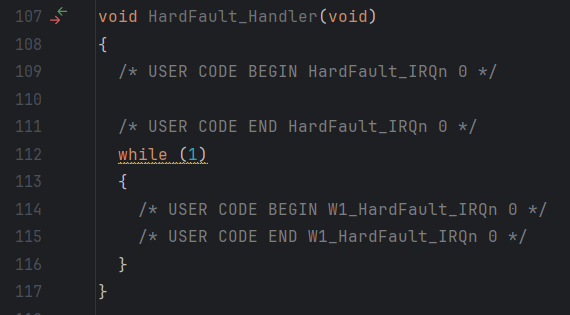 107 void HardFault_Handler(void)
108 {
109 /* USER CODE BEGIN HardFault_IRQn 0 */
110
111 /* USER CODE END HardFault_IRQn 0 */
112 while (1)
113 {
114 /* USER CODE BEGIN W1_HardFault_IRQn 0 */
115 /* USER CODE END W1_HardFault_IRQn 0 */
116 }
117 }